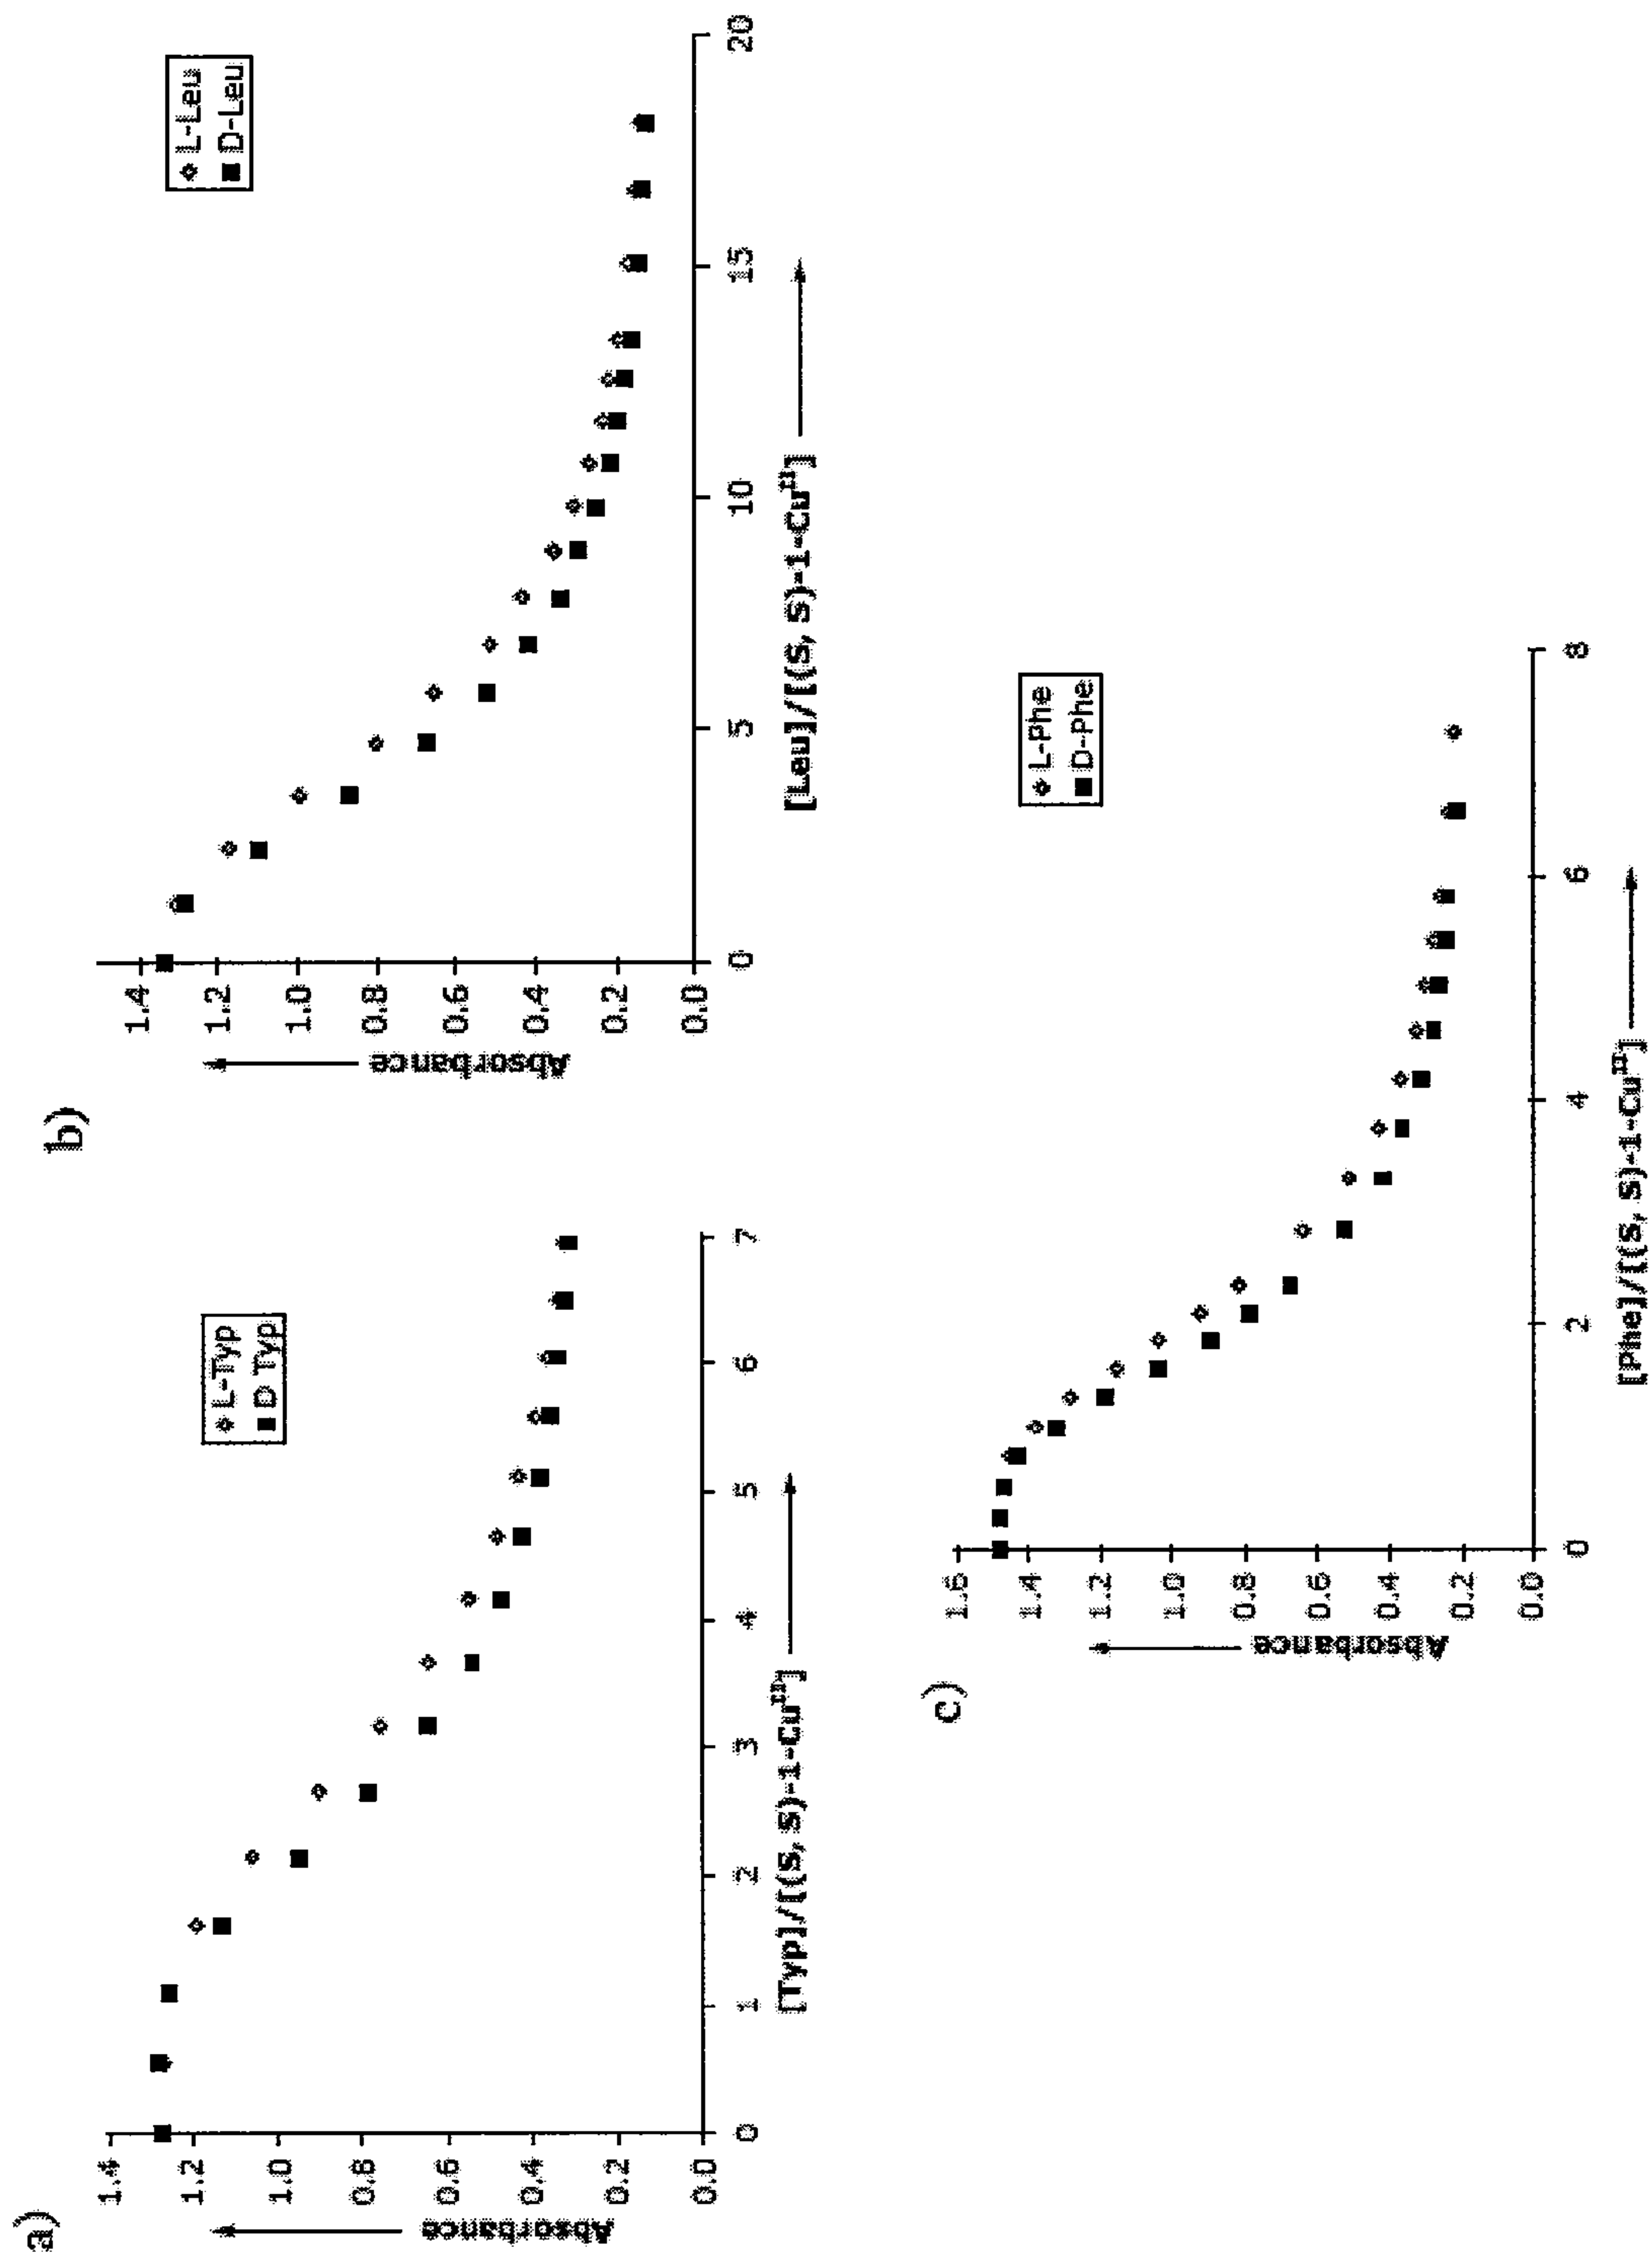 a)
Absorbance
1.4
1.2
1.0
0.8
0.6
0.4
0.2
0.0
0 1 2 3 4 5 6 7
[Typ]/[(S, S)-1-Cu^II]
L-Typ
D Typ
b)
Absorbance
1.4
1.2
1.0
0.8
0.6
0.4
0.2
0.0
0 5 10 15 20
[Leu]/[(S, S)-1-Cu^II]
L-Leu
D-Leu
c)
Absorbance
1.6
1.4
1.2
1.0
0.8
0.6
0.4
0.2
0.0
0 2 4 6 8
[Phe]/[(S, S)-1-Cu^II]
L-Phe
D-Phe